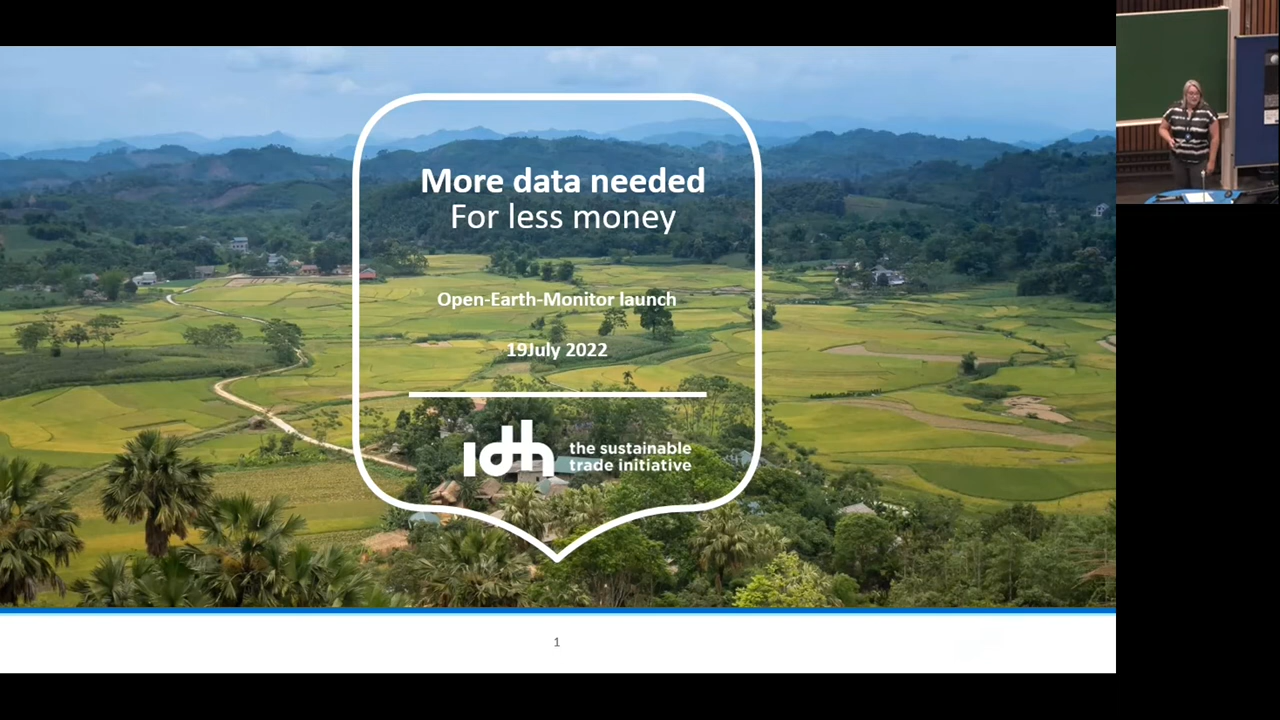 More data needed
For less money
Open-Earth-Monitor launch
19July 2022
idh the sustainable
trade initiative
1